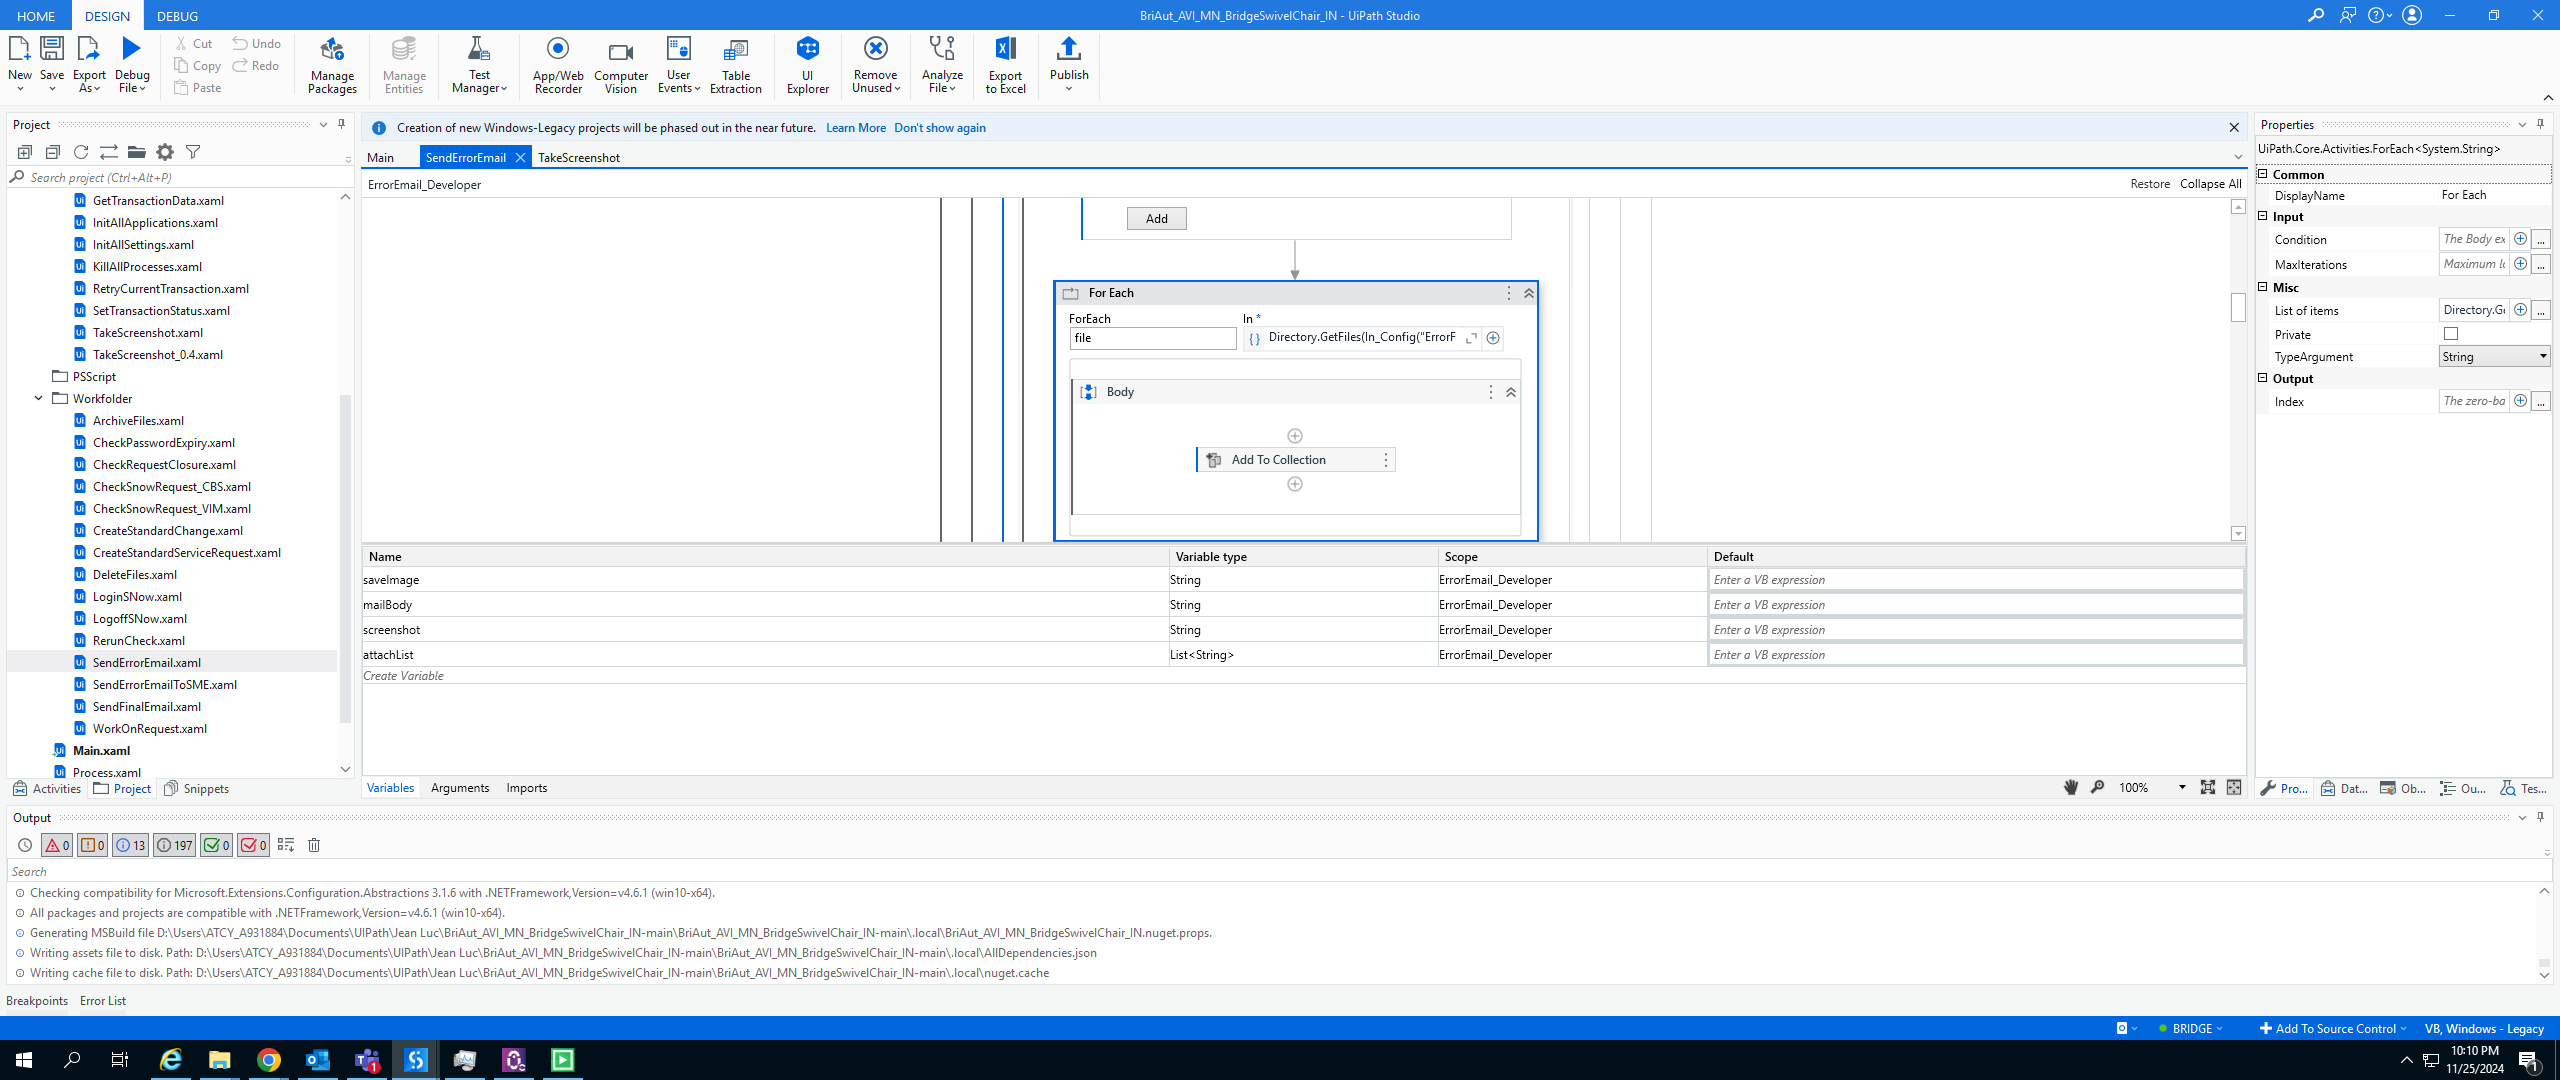 HOME DESIGN DEBUG
BriAut_AVI_MN_BridgeSwivelChair_IN - UiPath Studio
New Save Export As Debug File
Cut Copy Paste Undo Redo
Manage Packages
Manage Entities
Test Manager
App/Web Recorder
Computer Vision
User Events
Table Extraction
UI Explorer
Remove Unused
Analyze File
Export to Excel
Publish
Project
Search project (Ctrl+Alt+P)
GetTransactionData.xaml
InitAllApplications.xaml
InitAllSettings.xaml
KillAllProcesses.xaml
RetryCurrentTransaction.xaml
SetTransactionStatus.xaml
TakeScreenshot.xaml
TakeScreenshot_0.4.xaml
PSScript
Workfolder
ArchiveFiles.xaml
CheckPasswordExpiry.xaml
CheckRequestClosure.xaml
CheckSnowRequest_CBS.xaml
CheckSnowRequest_VIM.xaml
CreateStandardChange.xaml
CreateStandardServiceRequest.xaml
DeleteFiles.xaml
LoginSNow.xaml
LogoffSNow.xaml
RerunCheck.xaml
SendErrorEmail.xaml
SendErrorEmailToSME.xaml
SendFinalEmail.xaml
WorkOnRequest.xaml
Main.xaml
Process.xaml
Activities Project Snippets
Creation of new Windows-Legacy projects will be phased out in the near future. Learn More Don't show again
Main SendErrorEmail TakeScreenshot
ErrorEmail_Developer
Restore Collapse All
Add
For Each
ForEach In *
file Directory.GetFiles(In_Config("ErrorF
Body
Add To Collection
Name Variable type Scope Default
saveImage String ErrorEmail_Developer Enter a VB expression
mailBody String ErrorEmail_Developer Enter a VB expression
screenshot String ErrorEmail_Developer Enter a VB expression
attachList List<String> ErrorEmail_Developer Enter a VB expression
Create Variable
Variables Arguments Imports
100%
Properties
UiPath.Core.Activities.ForEach<System.String>
Common
DisplayName For Each
Input
Condition The Body ex ...
MaxIterations Maximum ...
Misc
List of items Directory.G ...
Private
TypeArgument String
Output
Index The zero-ba ...
Pro... Dat... Ob... Ou... Tes...
Output
0 0 13 197 0 0
Search
Checking compatibility for Microsoft.Extensions.Configuration.Abstractions 3.1.6 with .NETFramework,Version=v4.6.1 (win10-x64).
All packages and projects are compatible with .NETFramework,Version=v4.6.1 (win10-x64).
Generating MSBuild file D:\Users\ATCY_A931884\Documents\UIPath\Jean Luc\BriAut_AVI_MN_BridgeSwivelChair_IN-main\BriAut_AVI_MN_BridgeSwivelChair_IN-main\.local\BriAut_AVI_MN_BridgeSwivelChair_IN.nuget.props.
Writing assets file to disk. Path: D:\Users\ATCY_A931884\Documents\UIPath\Jean Luc\BriAut_AVI_MN_BridgeSwivelChair_IN-main\BriAut_AVI_MN_BridgeSwivelChair_IN-main\.local\AllDependencies.json
Writing cache file to disk. Path: D:\Users\ATCY_A931884\Documents\UIPath\Jean Luc\BriAut_AVI_MN_BridgeSwivelChair_IN-main\BriAut_AVI_MN_BridgeSwivelChair_IN-main\.local\nuget.cache
Breakpoints Error List
BRIDGE Add To Source Control VB, Windows - Legacy
10:10 PM
11/25/2024